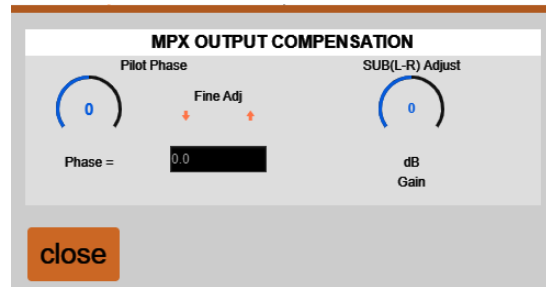 MPX OUTPUT COMPENSATION
Pilot Phase
SUB(L-R) Adjust
0
Fine Adj
0
Phase =
0.0
dB
Gain
close